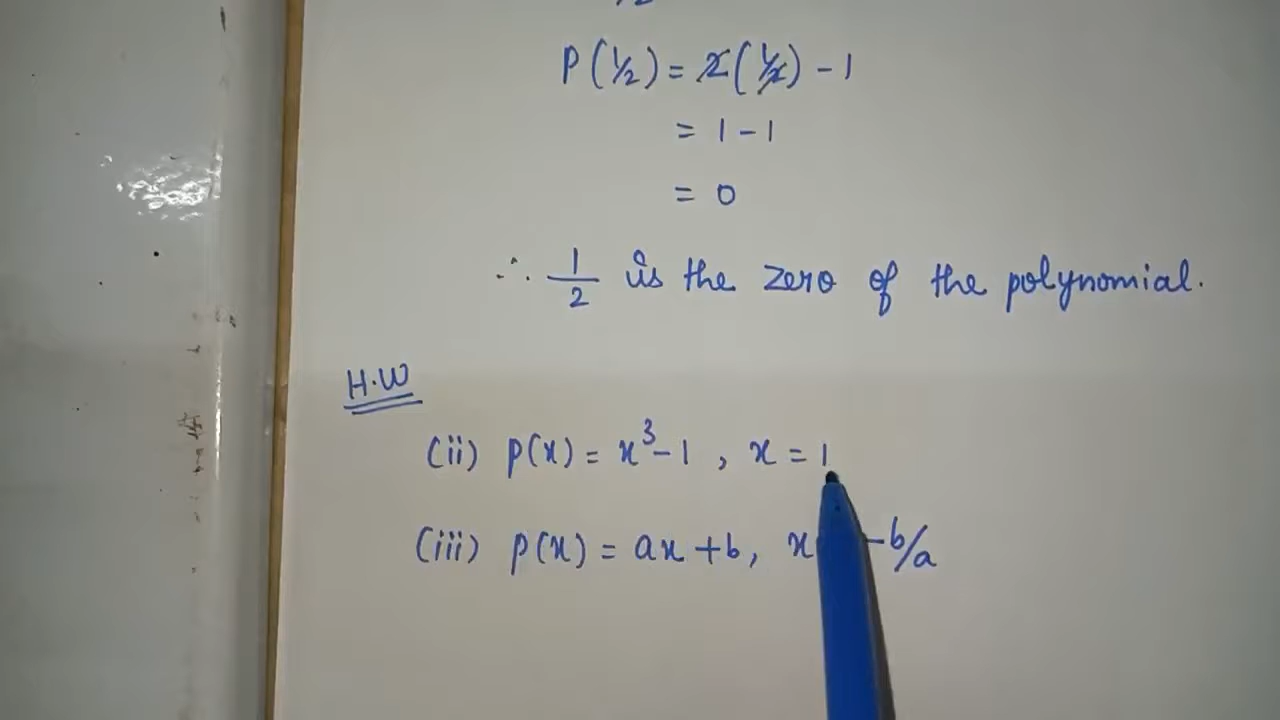 P(1/2) = 2(1/2) - 1
= 1 - 1
= 0
∴ 1/2 is the zero of the polynomial.
H.W
(ii) p(x) = x³ - 1 , x = 1
(iii) p(x) = ax + b, x -b/a